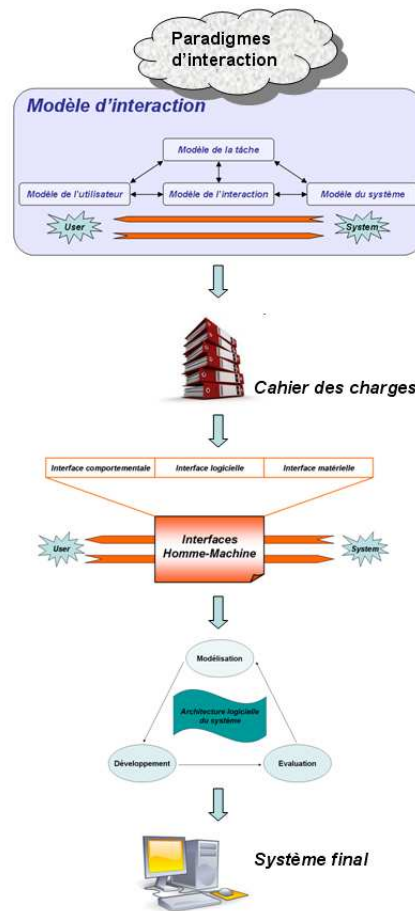 Paradigmes
d'interaction
Modèle d'interaction
Modèle de la tâche
Modèle de l'utilisateur
Modèle de l'interaction
Modèle du système
User
System
Cahier des charges
Interface comportementale
Interface logicielle
Interface matérielle
User
Interfaces
Homme-Machine
System
Modélisation
Architecture logicielle
du système
Développement
Evaluation
Système final